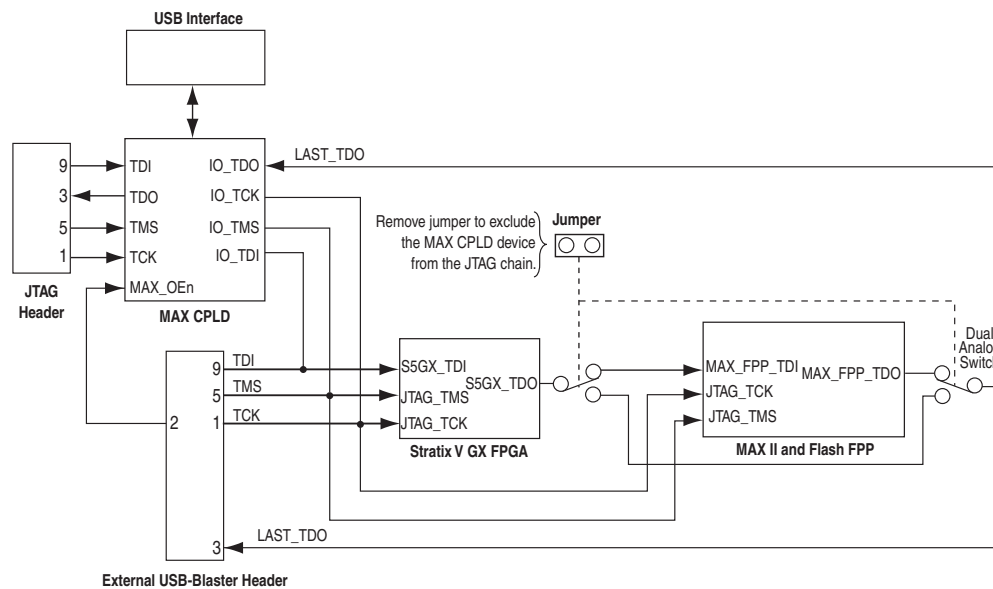 USB Interface
9
TDI
IO_TDO
LAST_TDO
3
TDO
IO_TCK
5
TMS
IO_TMS
1
TCK
IO_TDI
MAX_OEn
JTAG
Header
MAX CPLD
Remove jumper to exclude
the MAX CPLD device
from the JTAG chain.
Jumper
9
TDI
5
TMS
2
1
TCK
S5GX_TDI
S5GX_TDO
JTAG_TMS
JTAG_TCK
Stratix V GX FPGA
MAX_FPP_TDI
MAX_FPP_TDO
JTAG_TCK
JTAG_TMS
MAX II and Flash FPP
Dual
Analo
Switch
3
LAST_TDO
External USB-Blaster Header